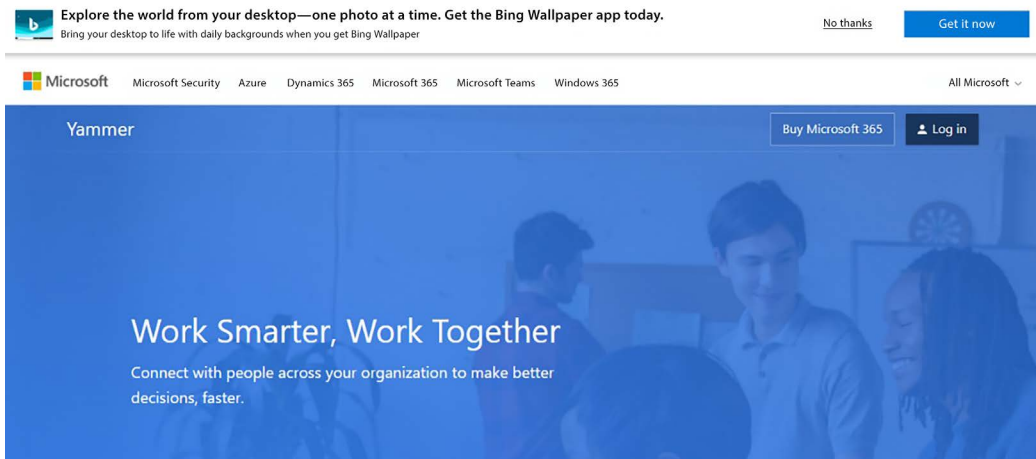 Explore the world from your desktop—one photo at a time. Get the Bing Wallpaper app today.
Bring your desktop to life with daily backgrounds when you get Bing Wallpaper
No thanks
Get it now
Microsoft
Microsoft Security
Azure
Dynamics 365
Microsoft 365
Microsoft Teams
Windows 365
All Microsoft
Yammer
Buy Microsoft 365
Log in
Work Smarter, Work Together
Connect with people across your organization to make better
decisions, faster.